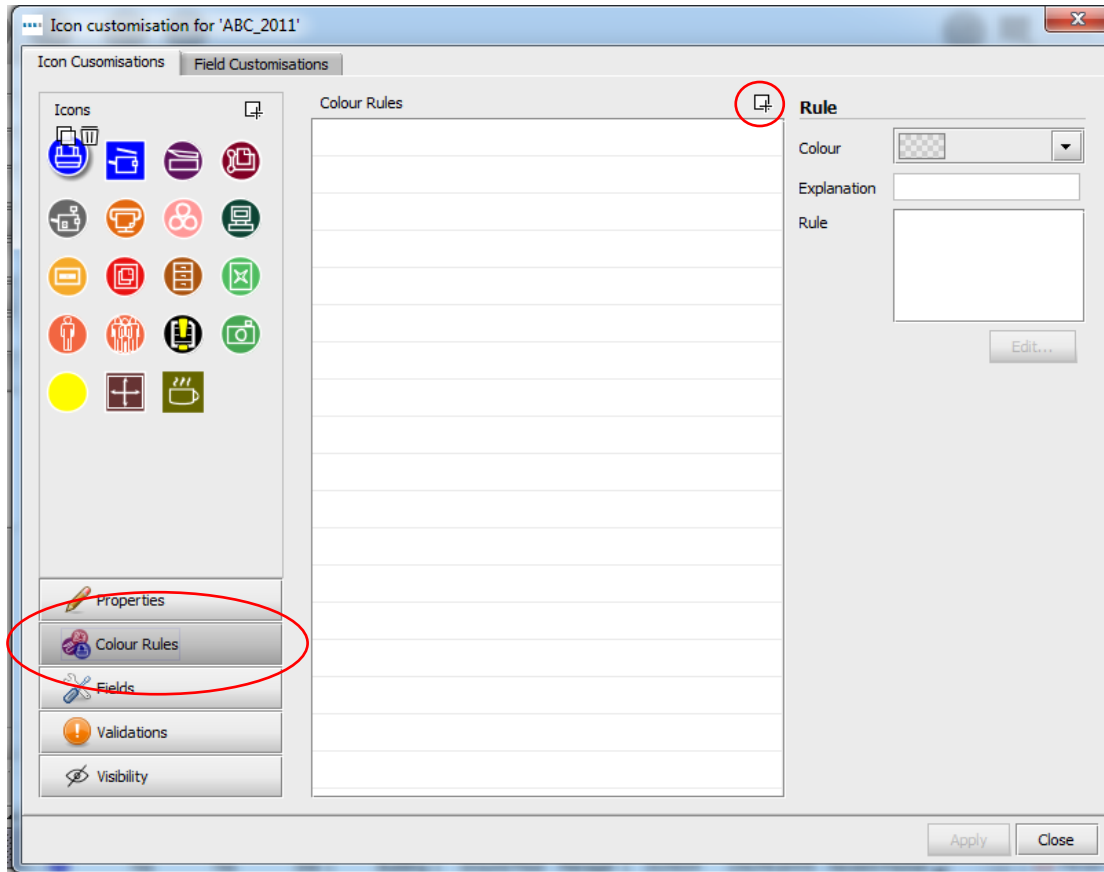 Icon customisation for 'ABC_2011'
Icon Cusomisations
Field Customisations
Icons
Colour Rules
Rule
Colour
Explanation
Rule
Edit...
Properties
Colour Rules
Fields
Validations
Visibility
Apply
Close